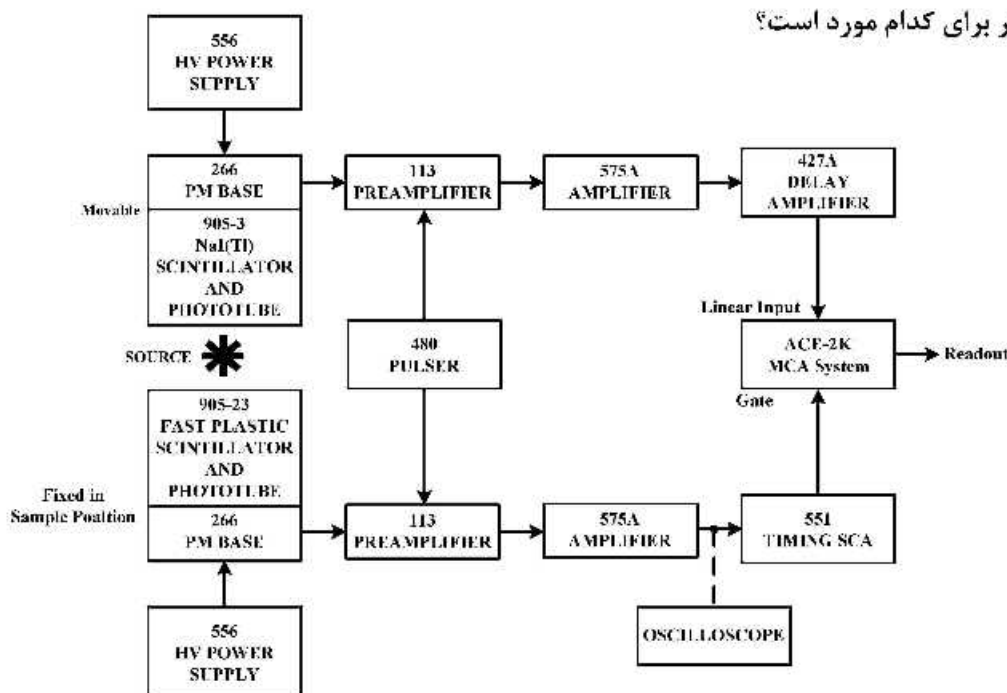 ر برای کدام مورد است؟
556
HV POWER
SUPPLY
266
PM BASE
Movable
905-3
NaI(Tl)
SCINTILLATOR
AND
PHOTOTUBE
113
PREAMPLIFIER
575A
AMPLIFIER
427A
DELAY
AMPLIFIER
Linear Input
SOURCE
480
PULSER
ACE-2K
MCA System
Readout
Gate
905-23
FAST PLASTIC
SCINTILLATOR
AND
PHOTOTUBE
Fixed in
Sample Poaltion
266
PM BASE
113
PREAMPLIFIER
575A
AMPLIFIER
551
TIMING SCA
OSCILLOSCOPE
556
HV POWER
SUPPLY